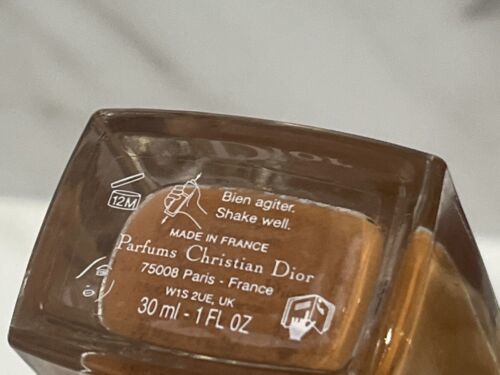 Dior
12M
Bien agiter.
Shake well.
MADE IN FRANCE
Parfums Christian Dior
75008 Paris - France
W1S 2UE, UK
30 ml - 1 FL OZ